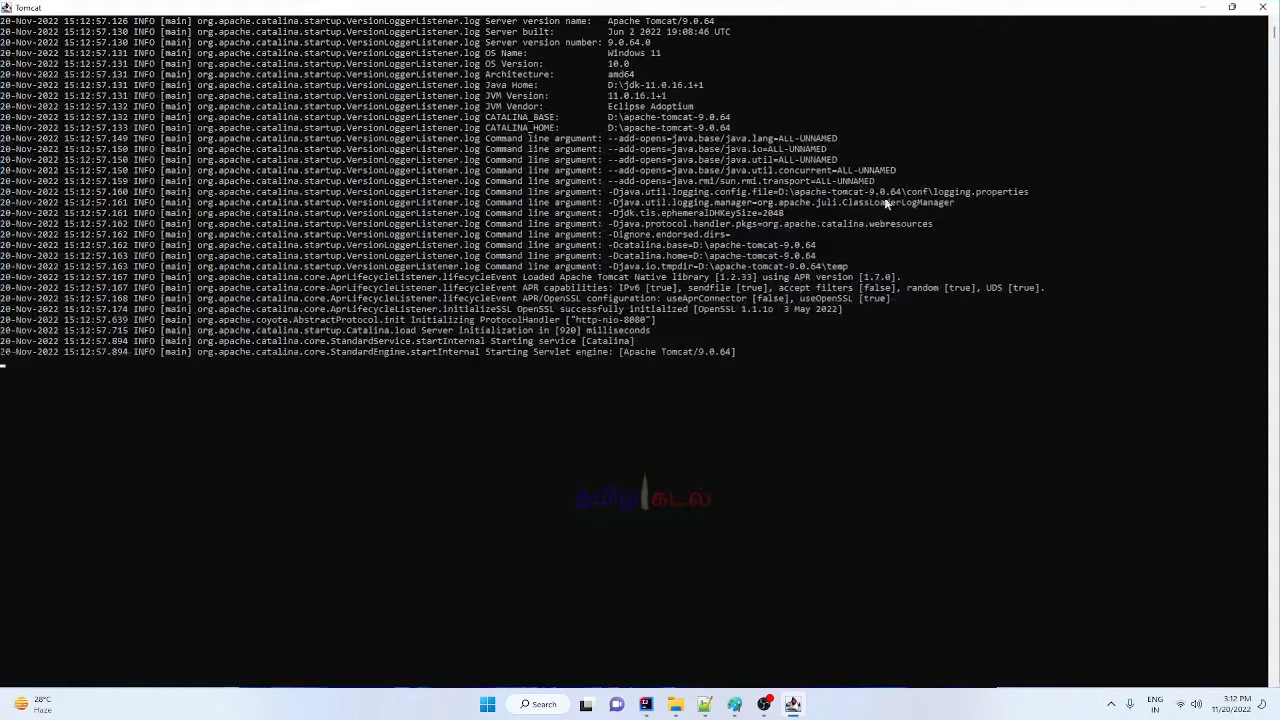 Tomcat
20-Nov-2022 15:12:57.126 INFO [main] org.apache.catalina.startup.VersionLoggerListener.log Server version name:   Apache Tomcat/9.0.64
20-Nov-2022 15:12:57.130 INFO [main] org.apache.catalina.startup.VersionLoggerListener.log Server built:          Jun 2 2022 19:08:46 UTC
20-Nov-2022 15:12:57.130 INFO [main] org.apache.catalina.startup.VersionLoggerListener.log Server version number: 9.0.64.0
20-Nov-2022 15:12:57.131 INFO [main] org.apache.catalina.startup.VersionLoggerListener.log OS Name:               Windows 11
20-Nov-2022 15:12:57.131 INFO [main] org.apache.catalina.startup.VersionLoggerListener.log OS Version:            10.0
20-Nov-2022 15:12:57.131 INFO [main] org.apache.catalina.startup.VersionLoggerListener.log Architecture:          amd64
20-Nov-2022 15:12:57.131 INFO [main] org.apache.catalina.startup.VersionLoggerListener.log Java Home:             D:\jdk-11.0.16.1+1
20-Nov-2022 15:12:57.131 INFO [main] org.apache.catalina.startup.VersionLoggerListener.log JVM Version:           11.0.16.1+1
20-Nov-2022 15:12:57.132 INFO [main] org.apache.catalina.startup.VersionLoggerListener.log JVM Vendor:            Eclipse Adoptium
20-Nov-2022 15:12:57.132 INFO [main] org.apache.catalina.startup.VersionLoggerListener.log CATALINA_BASE:         D:\apache-tomcat-9.0.64
20-Nov-2022 15:12:57.133 INFO [main] org.apache.catalina.startup.VersionLoggerListener.log CATALINA_HOME:         D:\apache-tomcat-9.0.64
20-Nov-2022 15:12:57.149 INFO [main] org.apache.catalina.startup.VersionLoggerListener.log Command line argument: --add-opens=java.base/java.lang=ALL-UNNAMED
20-Nov-2022 15:12:57.150 INFO [main] org.apache.catalina.startup.VersionLoggerListener.log Command line argument: --add-opens=java.base/java.io=ALL-UNNAMED
20-Nov-2022 15:12:57.150 INFO [main] org.apache.catalina.startup.VersionLoggerListener.log Command line argument: --add-opens=java.base/java.util=ALL-UNNAMED
20-Nov-2022 15:12:57.150 INFO [main] org.apache.catalina.startup.VersionLoggerListener.log Command line argument: --add-opens=java.base/java.util.concurrent=ALL-UNNAMED
20-Nov-2022 15:12:57.159 INFO [main] org.apache.catalina.startup.VersionLoggerListener.log Command line argument: --add-opens=java.rmi/sun.rmi.transport=ALL-UNNAMED
20-Nov-2022 15:12:57.160 INFO [main] org.apache.catalina.startup.VersionLoggerListener.log Command line argument: -Djava.util.logging.config.file=D:\apache-tomcat-9.0.64\conf\logging.properties
20-Nov-2022 15:12:57.161 INFO [main] org.apache.catalina.startup.VersionLoggerListener.log Command line argument: -Djava.util.logging.manager=org.apache.juli.ClassLoaderLogManager
20-Nov-2022 15:12:57.161 INFO [main] org.apache.catalina.startup.VersionLoggerListener.log Command line argument: -Djdk.tls.ephemeralDHKeySize=2048
20-Nov-2022 15:12:57.161 INFO [main] org.apache.catalina.startup.VersionLoggerListener.log Command line argument: -Djava.protocol.handler.pkgs=org.apache.catalina.webresources
20-Nov-2022 15:12:57.162 INFO [main] org.apache.catalina.startup.VersionLoggerListener.log Command line argument: -Dignore.endorsed.dirs=
20-Nov-2022 15:12:57.162 INFO [main] org.apache.catalina.startup.VersionLoggerListener.log Command line argument: -Dcatalina.base=D:\apache-tomcat-9.0.64
20-Nov-2022 15:12:57.163 INFO [main] org.apache.catalina.startup.VersionLoggerListener.log Command line argument: -Dcatalina.home=D:\apache-tomcat-9.0.64
20-Nov-2022 15:12:57.163 INFO [main] org.apache.catalina.startup.VersionLoggerListener.log Command line argument: -Djava.io.tmpdir=D:\apache-tomcat-9.0.64\temp
20-Nov-2022 15:12:57.167 INFO [main] org.apache.catalina.core.AprLifecycleListener.lifecycleEvent Loaded Apache Tomcat Native library [1.2.33] using APR version [1.7.0].
20-Nov-2022 15:12:57.167 INFO [main] org.apache.catalina.core.AprLifecycleListener.lifecycleEvent APR capabilities: IPv6 [true], sendfile [true], accept filters [false], random [true], UDS [true].
20-Nov-2022 15:12:57.168 INFO [main] org.apache.catalina.core.AprLifecycleListener.lifecycleEvent APR/OpenSSL configuration: useAprConnector [false], useOpenSSL [true]
20-Nov-2022 15:12:57.174 INFO [main] org.apache.catalina.core.AprLifecycleListener.initializeSSL OpenSSL successfully initialized [OpenSSL 1.1.1o  3 May 2022]
20-Nov-2022 15:12:57.639 INFO [main] org.apache.coyote.AbstractProtocol.init Initializing ProtocolHandler ["http-nio-8080"]
20-Nov-2022 15:12:57.715 INFO [main] org.apache.catalina.startup.Catalina.load Server initialization in [920] milliseconds
20-Nov-2022 15:12:57.894 INFO [main] org.apache.catalina.core.StandardService.startInternal Starting service [Catalina]
20-Nov-2022 15:12:57.894 INFO [main] org.apache.catalina.core.StandardEngine.startInternal Starting Servlet engine: [Apache Tomcat/9.0.64]
தமிழ் கடல்
28°C
Haze
Search
ENG
IN
3:12 PM
11/20/2022